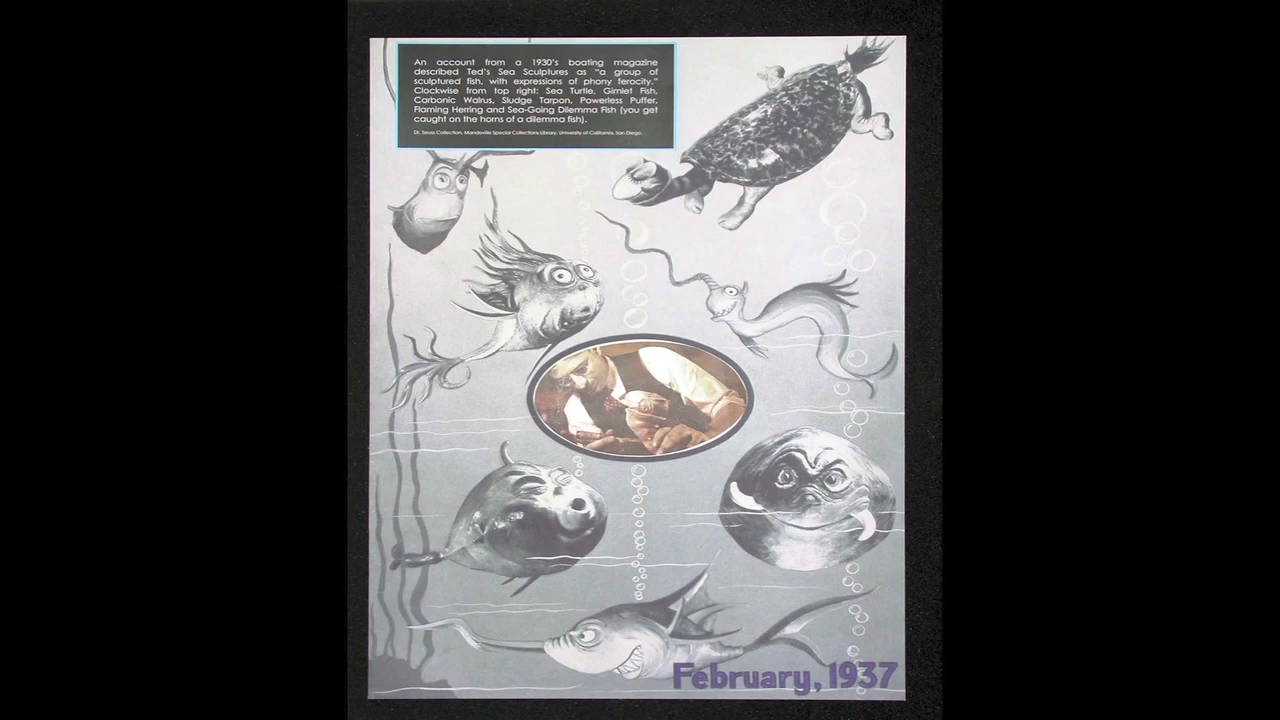 An account from a 1930's boating magazine
described Ted's Sea Sculptures as "a group of
sculptured fish, with expressions of phony ferocity."
Clockwise from top right: Sea Turtle, Gimlet Fish,
Carbonic Walrus, Sludge Tarpon, Powerless Puffer,
Flaming Herring and Sea-Going Dilemma Fish (you get
caught on the horns of a dilemma fish).
Dr. Seuss Collection, Mandeville Special Collections Library, University of California, San Diego.
February, 1937